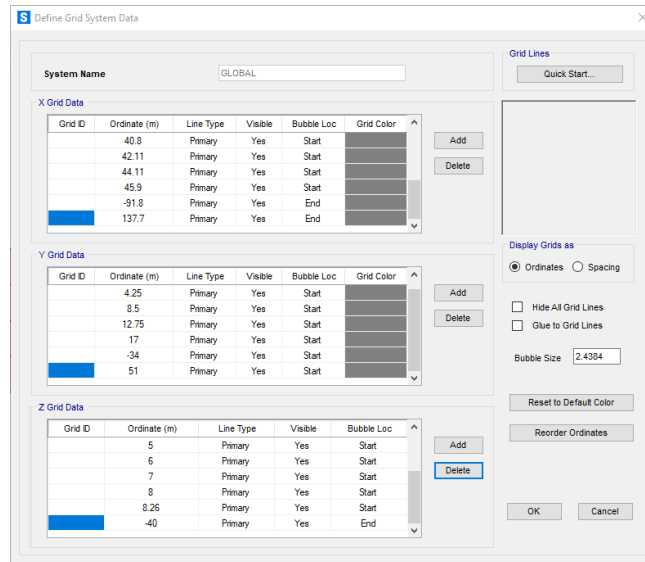 S Define Grid System Data
Grid Lines
System Name GLOBAL
Quick Start...
X Grid Data
Grid ID Ordinate (m) Line Type Visible Bubble Loc Grid Color
40.8 Primary Yes Start
42.11 Primary Yes Start
44.11 Primary Yes Start
45.9 Primary Yes Start
-91.8 Primary Yes End
137.7 Primary Yes End
Add
Delete
Y Grid Data
Grid ID Ordinate (m) Line Type Visible Bubble Loc Grid Color
4.25 Primary Yes Start
8.5 Primary Yes Start
12.75 Primary Yes Start
17 Primary Yes Start
-34 Primary Yes Start
51 Primary Yes Start
Add
Delete
Display Grids as
Ordinates Spacing
Hide All Grid Lines
Glue to Grid Lines
Bubble Size 2.4384
Z Grid Data
Grid ID Ordinate (m) Line Type Visible Bubble Loc
5 Primary Yes Start
6 Primary Yes Start
7 Primary Yes Start
8 Primary Yes Start
8.26 Primary Yes Start
-40 Primary Yes End
Add
Delete
Reset to Default Color
Reorder Ordinates
OK Cancel